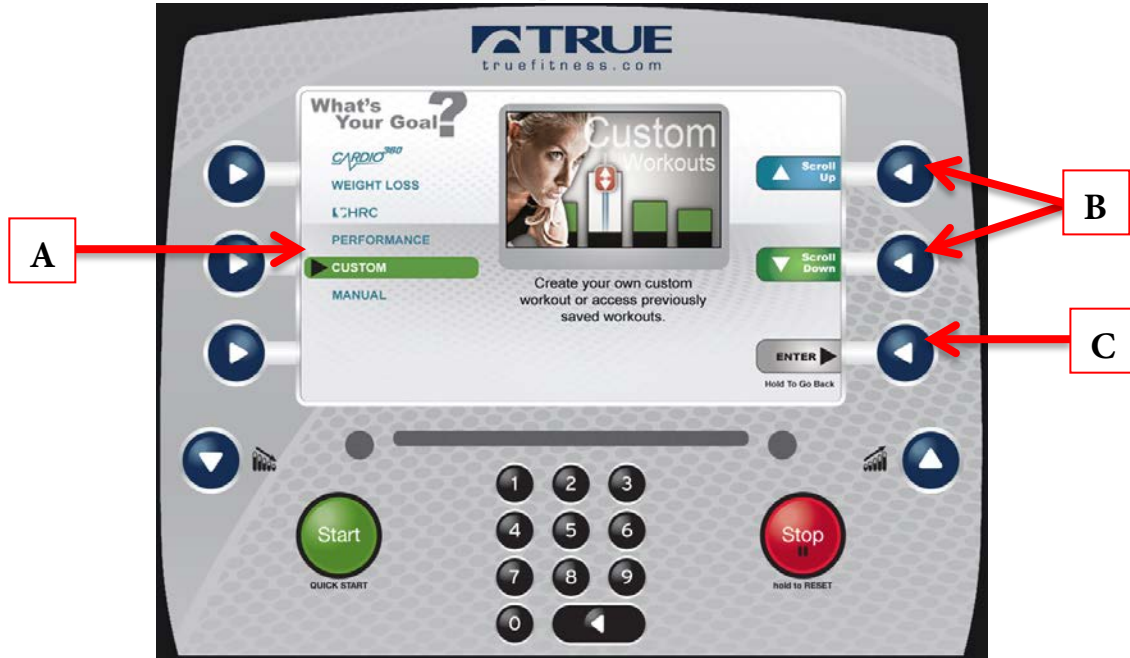 TRUE
truefitness.com
What's
Your Goal?
CARDIO360
WEIGHT LOSS
HRC
PERFORMANCE
CUSTOM
MANUAL
Custom
Workouts
Create your own custom
workout or access previously
saved workouts.
Scroll
Up
Scroll
Down
ENTER
Hold To Go Back
A
B
C
1 2 3
4 5 6
7 8 9
0
Start
QUICK START
Stop
hold to RESET